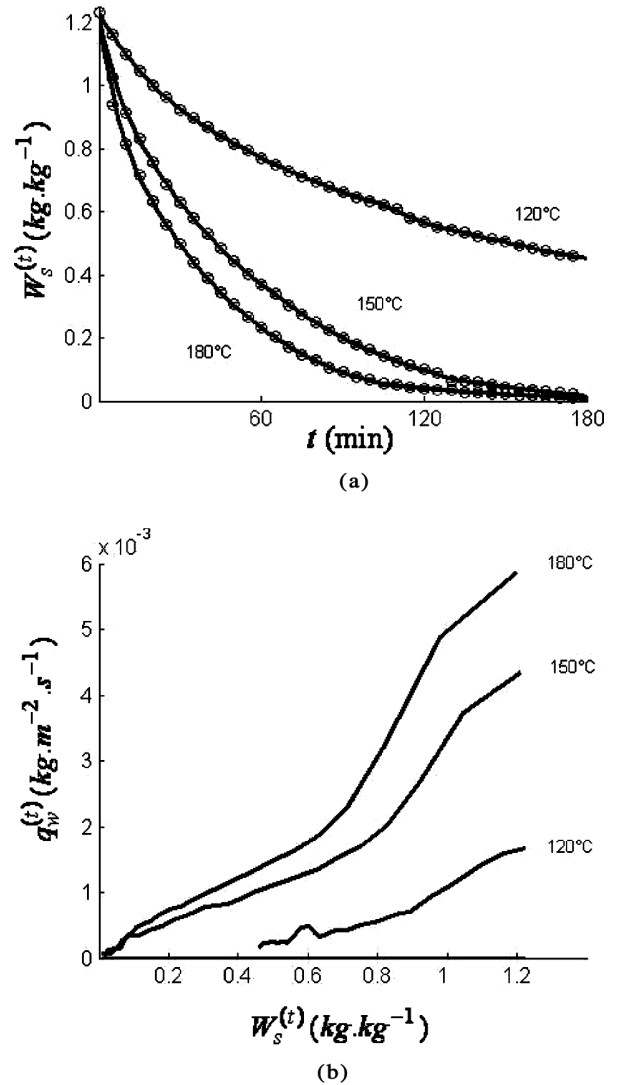 1.2
1
0.8
0.6
0.4
0.2
0
W_s^(t) (kg.kg⁻¹)
120°C
150°C
180°C
60
120
180
t (min)
(a)
x 10⁻³
6
5
4
3
2
1
0
q_w^(t) (kg.m⁻².s⁻¹)
180°C
150°C
120°C
0.2
0.4
0.6
0.8
1
1.2
W_s^(t) (kg.kg⁻¹)
(b)